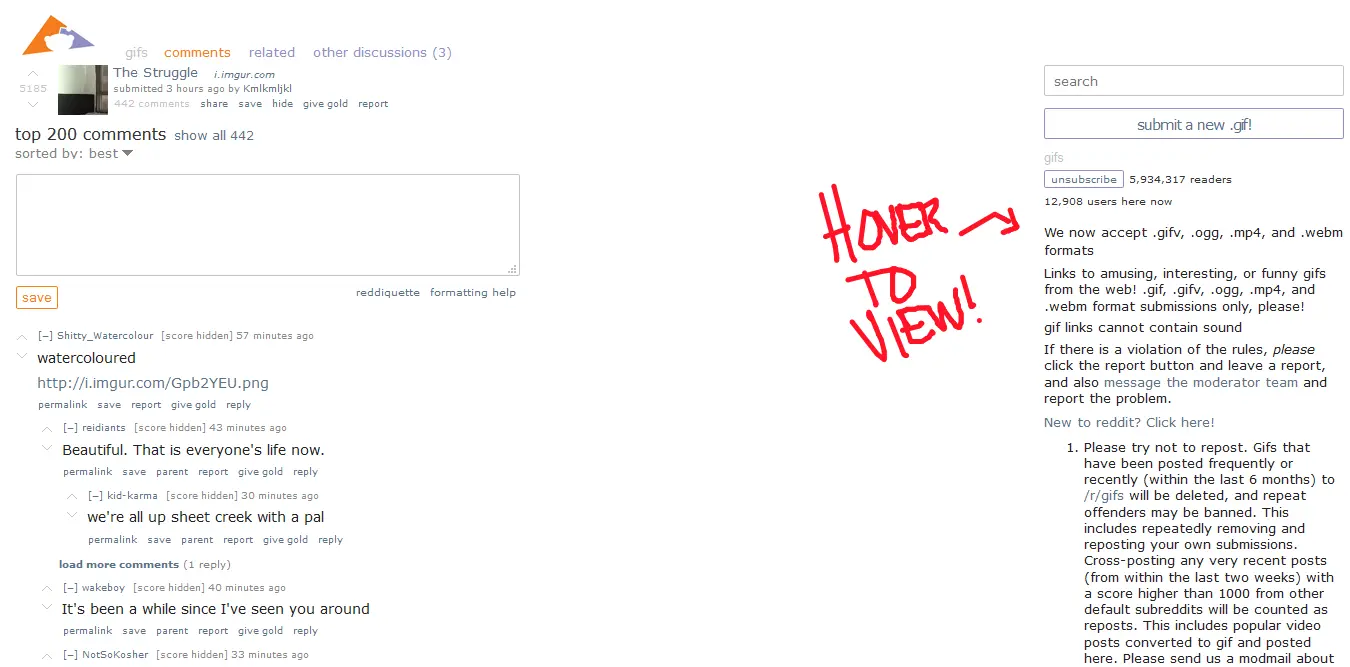 gifs comments related other discussions (3)
The Struggle i.imgur.com
5185
submitted 3 hours ago by Kmlkmljkl
442 comments share save hide give gold report
top 200 comments show all 442
sorted by: best
save
reddiquette formatting help
[–] Shitty_Watercolour [score hidden] 57 minutes ago
watercoloured
http://i.imgur.com/Gpb2YEU.png
permalink save report give gold reply
[–] reidiants [score hidden] 43 minutes ago
Beautiful. That is everyone's life now.
permalink save parent report give gold reply
[–] kid-karma [score hidden] 30 minutes ago
we're all up sheet creek with a pal
permalink save parent report give gold reply
load more comments (1 reply)
[–] wakeboy [score hidden] 40 minutes ago
It's been a while since I've seen you around
permalink save parent report give gold reply
[–] NotSoKosher [score hidden] 33 minutes ago
HOVER
TO
VIEW!
search
submit a new .gif!
gifs
unsubscribe 5,934,317 readers
12,908 users here now
We now accept .gifv, .ogg, .mp4, and .webm
formats
Links to amusing, interesting, or funny gifs
from the web! .gif, .gifv, .ogg, .mp4, and
.webm format submissions only, please!
gif links cannot contain sound
If there is a violation of the rules, please
click the report button and leave a report,
and also message the moderator team and
report the problem.
New to reddit? Click here!
1. Please try not to repost. Gifs that
have been posted frequently or
recently (within the last 6 months) to
/r/gifs will be deleted, and repeat
offenders may be banned. This
includes repeatedly removing and
reposting your own submissions.
Cross-posting any very recent posts
(from within the last two weeks) with
a score higher than 1000 from other
default subreddits will be counted as
reposts. This includes popular video
posts converted to gif and posted
here. Please send us a modmail about